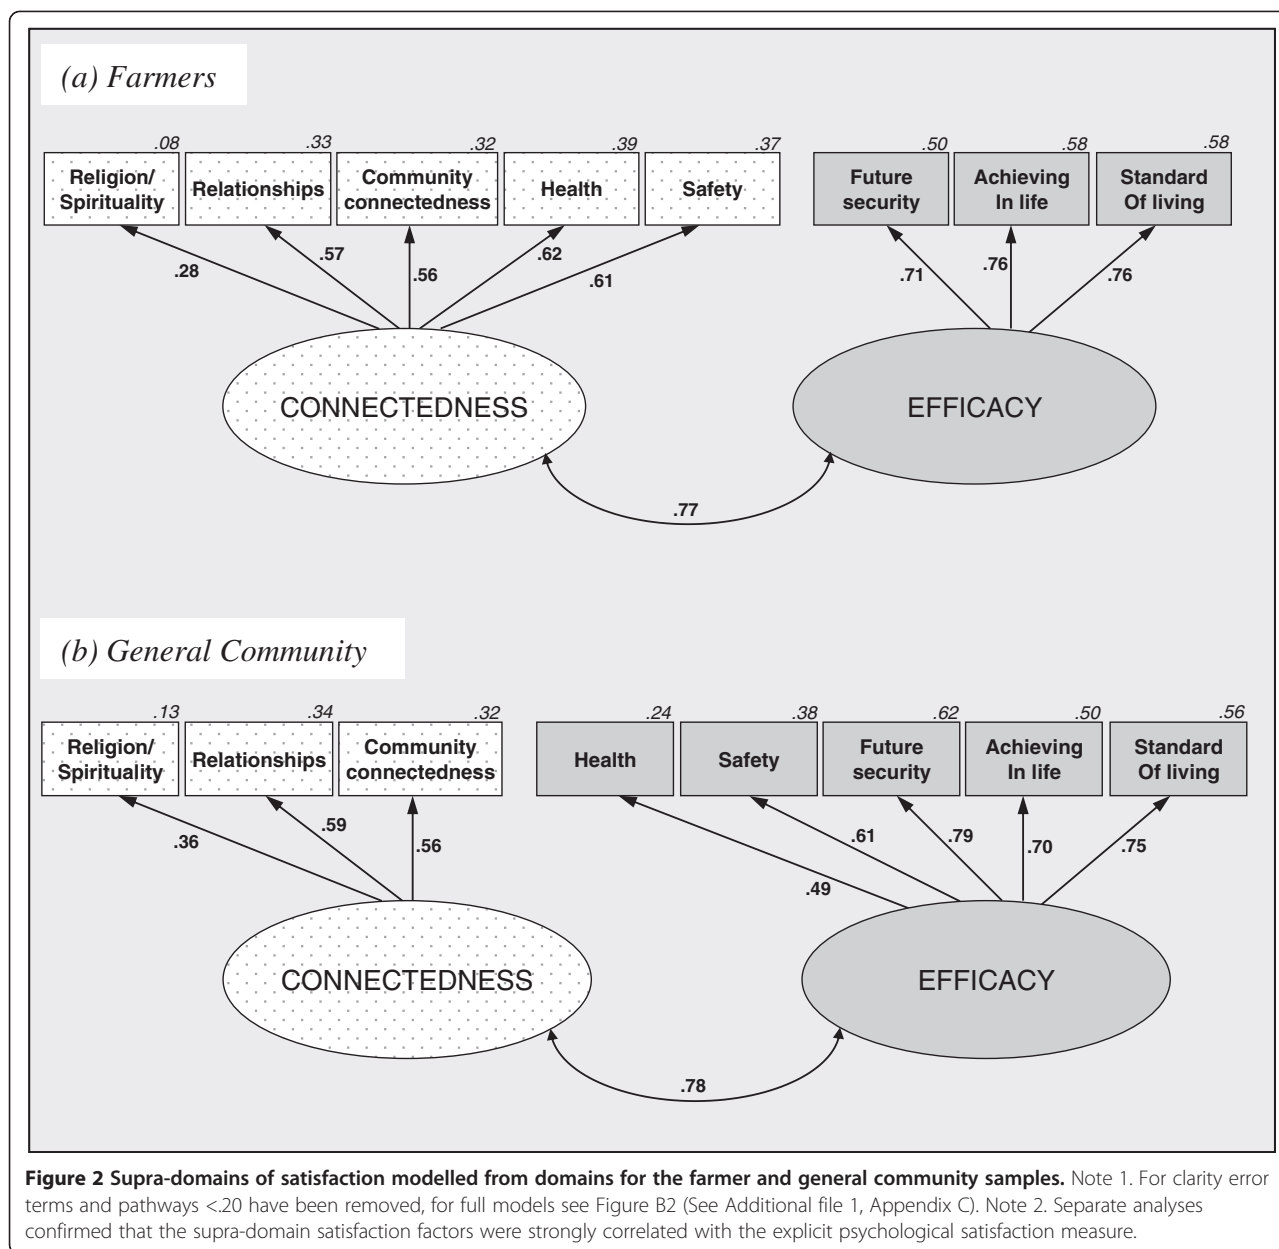 (a) Farmers
.08 .33 .32 .39 .37 .50 .58 .58
Religion/
Spirituality
Relationships
Community
connectedness
Health
Safety
Future
security
Achieving
In life
Standard
Of living
.28
.57
.56
.62
.61
.71
.76
.76
CONNECTEDNESS
EFFICACY
.77
(b) General Community
.13 .34 .32 .24 .38 .62 .50 .56
Religion/
Spirituality
Relationships
Community
connectedness
Health
Safety
Future
security
Achieving
In life
Standard
Of living
.36
.59
.56
.49
.61
.79
.70
.75
CONNECTEDNESS
EFFICACY
.78
Figure 2 Supra-domains of satisfaction modelled from domains for the farmer and general community samples. Note 1. For clarity error
terms and pathways <.20 have been removed, for full models see Figure B2 (See Additional file 1, Appendix C). Note 2. Separate analyses
confirmed that the supra-domain satisfaction factors were strongly correlated with the explicit psychological satisfaction measure.